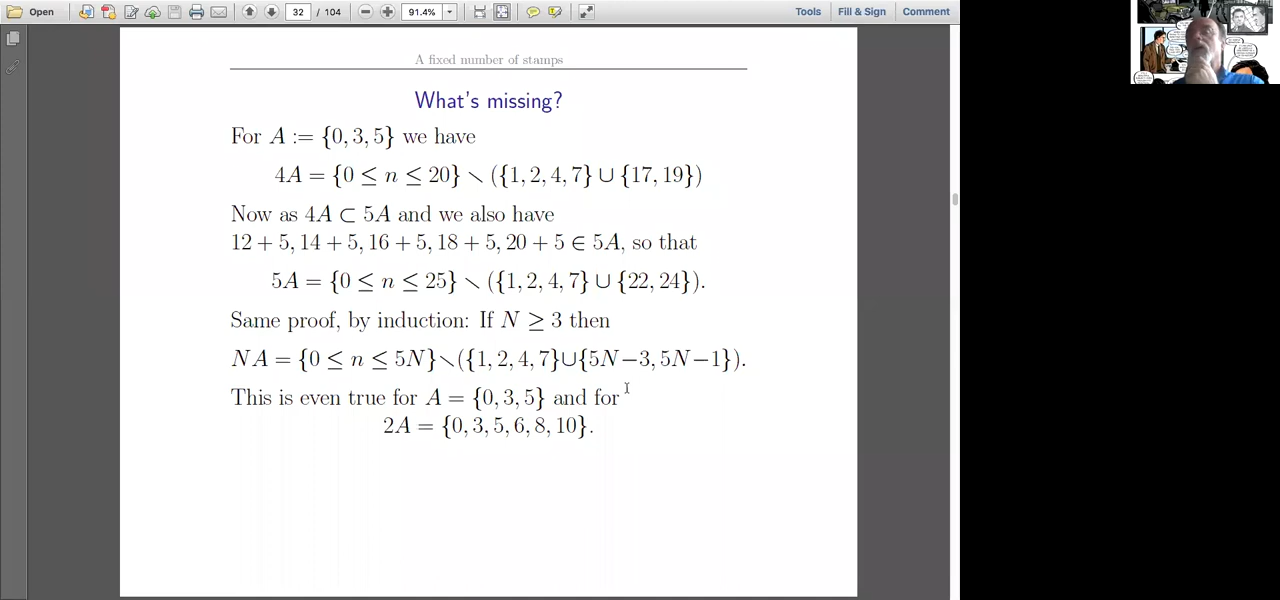 Open 32 / 104 91.4% Tools Fill & Sign Comment
A fixed number of stamps
What's missing?
For A := {0, 3, 5} we have
4A = {0 ≤ n ≤ 20} ∖ ({1, 2, 4, 7} ∪ {17, 19})
Now as 4A ⊂ 5A and we also have
12 + 5, 14 + 5, 16 + 5, 18 + 5, 20 + 5 ∈ 5A, so that
5A = {0 ≤ n ≤ 25} ∖ ({1, 2, 4, 7} ∪ {22, 24}).
Same proof, by induction: If N ≥ 3 then
NA = {0 ≤ n ≤ 5N}∖({1, 2, 4, 7}∪{5N−3, 5N−1}).
This is even true for A = {0, 3, 5} and for
2A = {0, 3, 5, 6, 8, 10}.